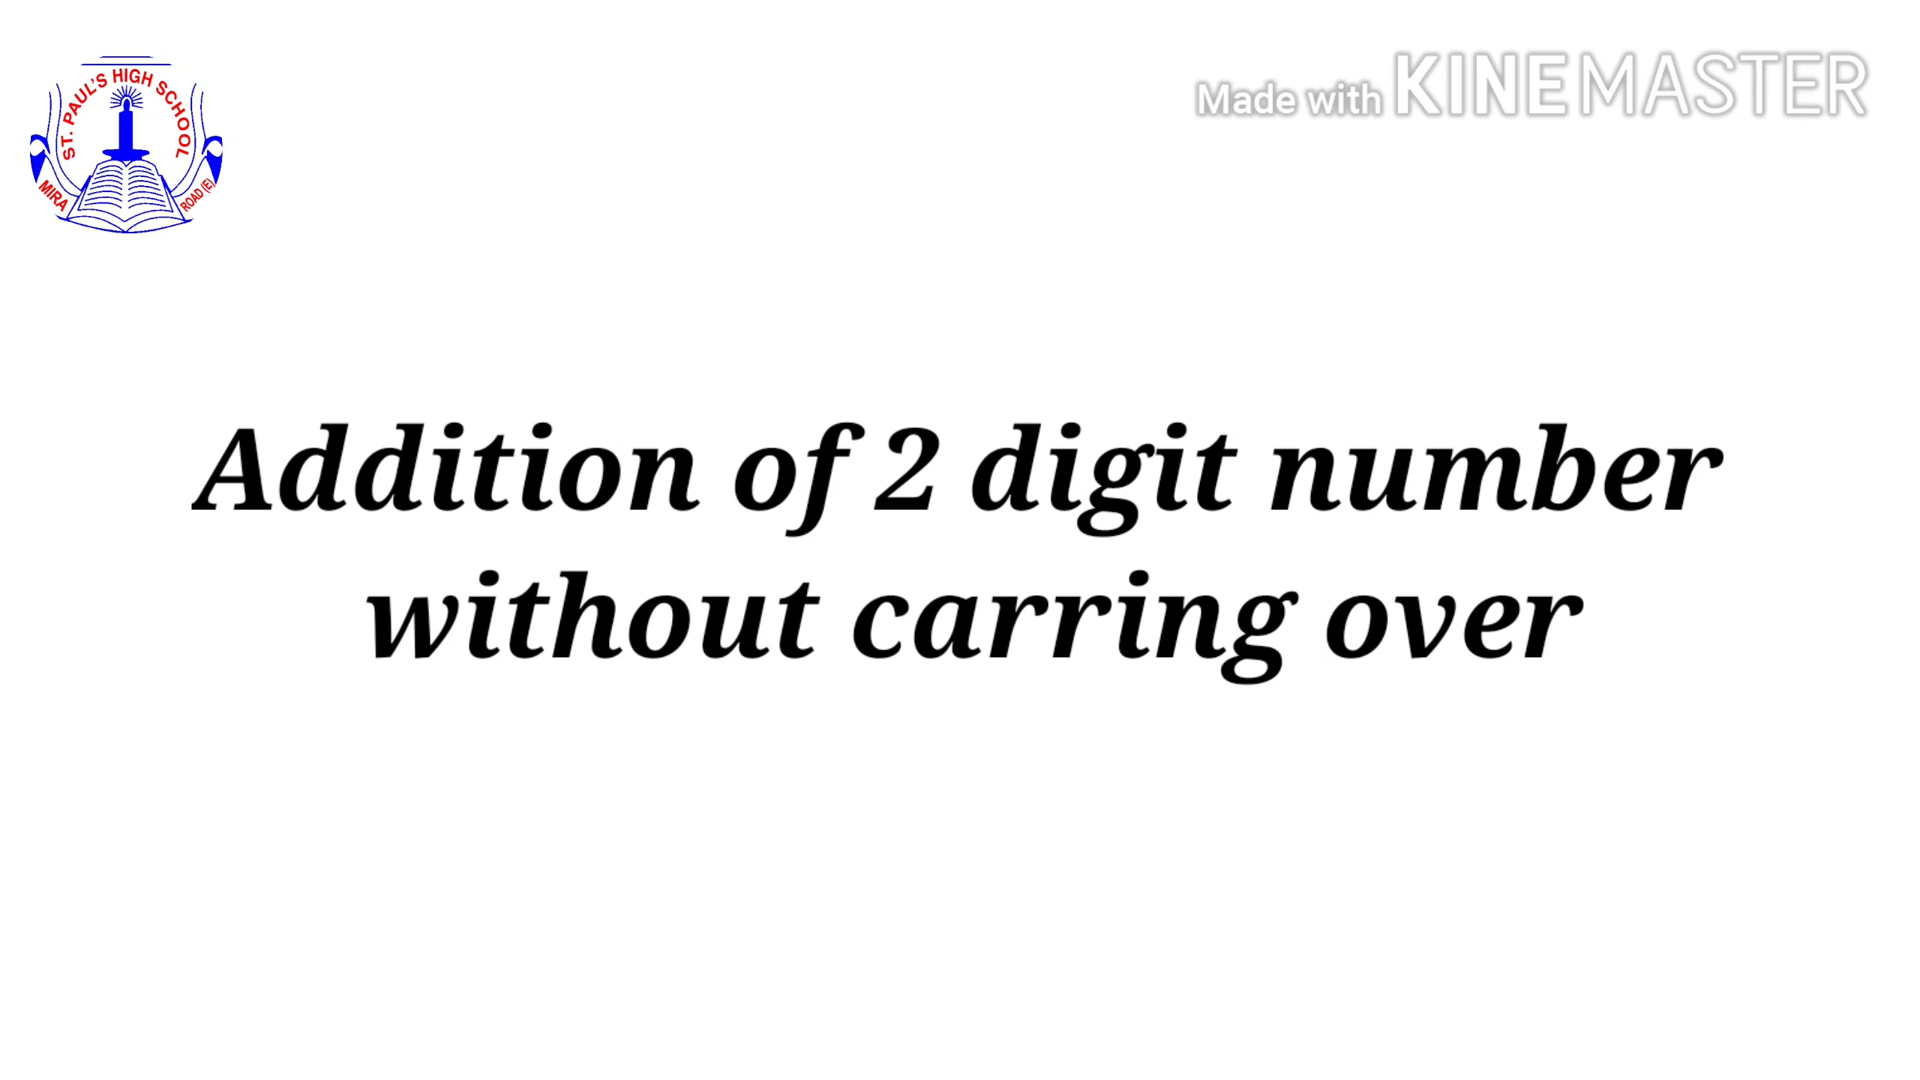 ST. PAUL'S HIGH SCHOOL
MIRA ROAD (E)
Made with KINEMASTER
Addition of 2 digit number
without carring over